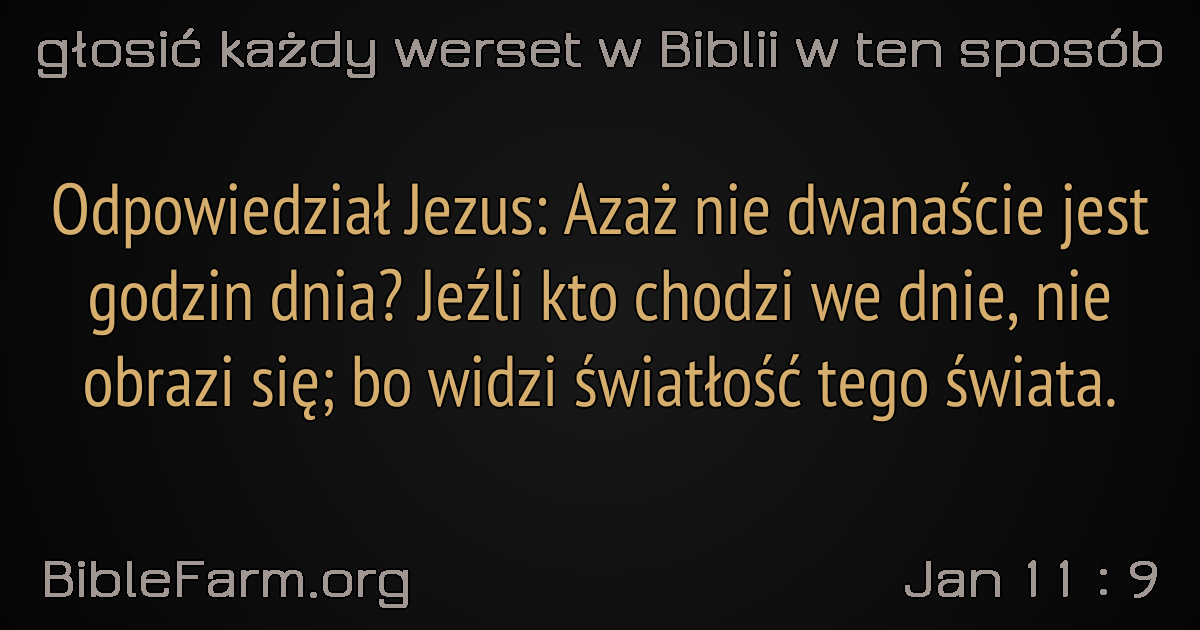 głosić każdy werset w Biblii w ten sposób
Odpowiedział Jezus: Azaż nie dwanaście jest
godzin dnia? Jeźli kto chodzi we dnie, nie
obrazi się; bo widzi światłość tego świata.
BibleFarm.org
Jan 11 : 9